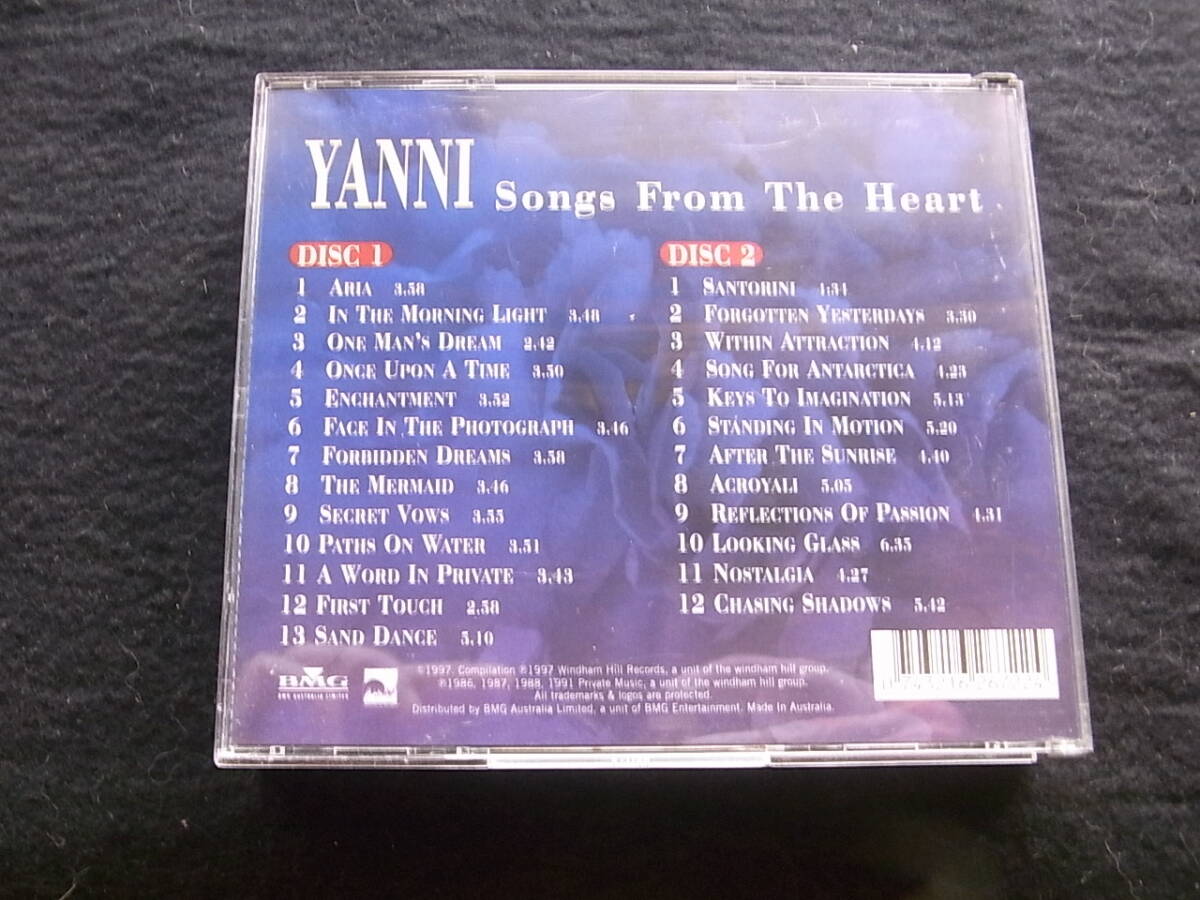 YANNI Songs From The Heart
DISC 1
1 ARIA 3.58
2 IN THE MORNING LIGHT 3.48
3 ONE MAN'S DREAM 2.42
4 ONCE UPON A TIME 3.50
5 ENCHANTMENT 3.52
6 FACE IN THE PHOTOGRAPH 3.46
7 FORBIDDEN DREAMS 3.58
8 THE MERMAID 3.46
9 SECRET VOWS 3.55
10 PATHS ON WATER 3.51
11 A WORD IN PRIVATE 3.43
12 FIRST TOUCH 2.58
13 SAND DANCE 5.10
DISC 2
1 SANTORINI 4:34
2 FORGOTTEN YESTERDAYS 3.30
3 WITHIN ATTRACTION 4.12
4 SONG FOR ANTARCTICA 4.23
5 KEYS TO IMAGINATION 5.13
6 STANDING IN MOTION 5.20
7 AFTER THE SUNRISE 4.40
8 ACROYALI 5.05
9 REFLECTIONS OF PASSION 4.31
10 LOOKING GLASS 6.35
11 NOSTALGIA 4.27
12 CHASING SHADOWS 5.42
BMG
BMG AUSTRALIA LIMITED
©1997. Compilation ℗1997 Windham Hill Records, a unit of the windham hill group.
℗1986, 1987, 1988, 1991 Private Music, a unit of the windham hill group.
All trademarks & logos are protected.
Distributed by BMG Australia Limited, a unit of BMG Entertainment. Made In Australia.